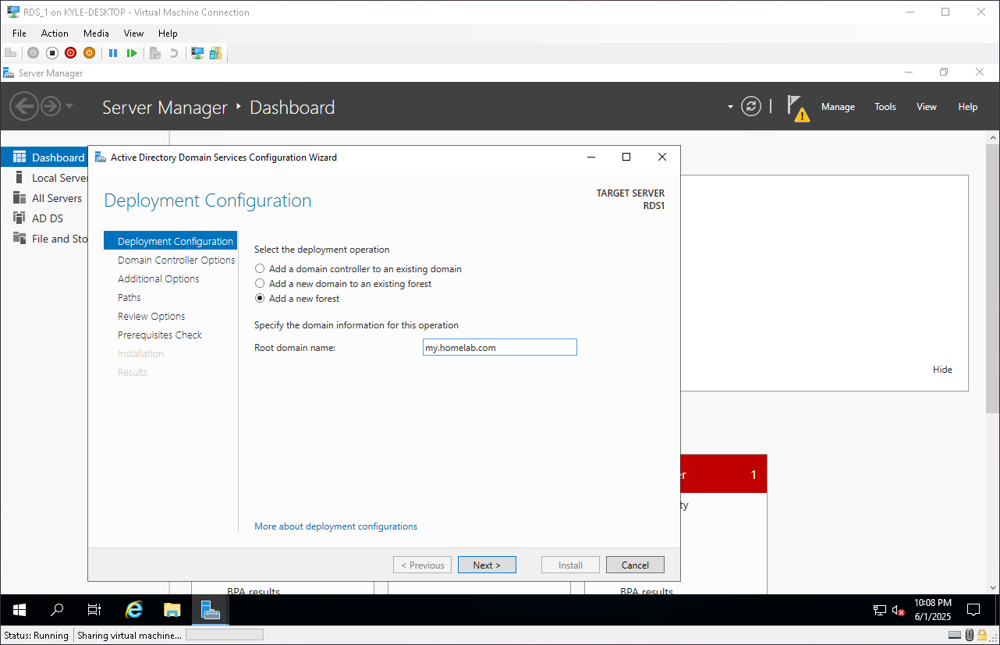 RDS_1 on KYLE-DESKTOP - Virtual Machine Connection
File Action Media View Help
Server Manager
Server Manager Dashboard
Manage Tools View Help
Dashboard
Local Server
All Servers
AD DS
File and Sto
Active Directory Domain Services Configuration Wizard
Deployment Configuration
TARGET SERVER
RDS1
Deployment Configuration
Domain Controller Options
Additional Options
Paths
Review Options
Prerequisites Check
Installation
Results
Select the deployment operation
Add a domain controller to an existing domain
Add a new domain to an existing forest
Add a new forest
Specify the domain information for this operation
Root domain name: my.homelab.com
More about deployment configurations
< Previous Next > Install Cancel
Hide
er 1
ty
BPA results BPA results
10:08 PM
6/1/2025
Status: Running Sharing virtual machine...